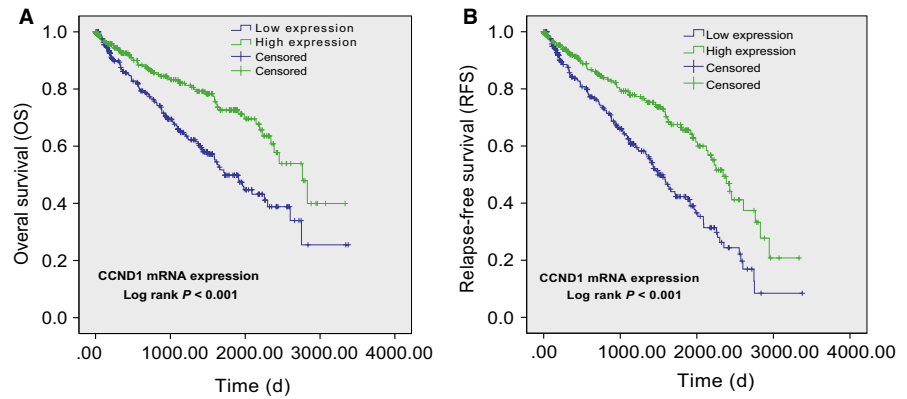 A
Low expression
High expression
Censored
Censored
1.0
0.8
0.6
0.4
0.2
0.0
Overal survival (OS)
CCND1 mRNA expression
Log rank P < 0.001
.00 1000.00 2000.00 3000.00 4000.00
Time (d)
B
Low expression
High expression
Censored
Censored
1.0
0.8
0.6
0.4
0.2
0.0
Relapse-free survival (RFS)
CCND1 mRNA expression
Log rank P < 0.001
.00 1000.00 2000.00 3000.00 4000.00
Time (d)